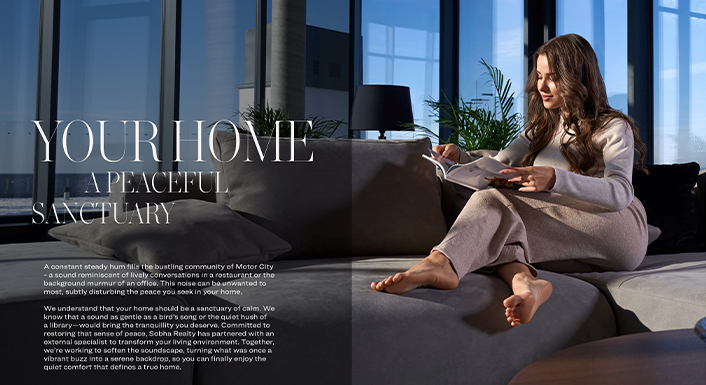 YOUR HOME
A PEACEFUL
SANCTUARY
A constant steady hum fills the bustling community of Motor City
– a sound reminiscent of lively conversations in a restaurant or the
background murmur of an office. This noise can be unwanted to
most, subtly disturbing the peace you seek in your home.
We understand that your home should be a sanctuary of calm. We
know that a sound as gentle as a bird's song or the quiet hush of
a library—would bring the tranquillity you deserve. Committed to
restoring that sense of peace, Sobha Realty has partnered with an
external specialist to transform your living environment. Together,
we're working to soften the soundscape, turning what was once a
vibrant buzz into a serene backdrop, so you can finally enjoy the
quiet comfort that defines a true home.